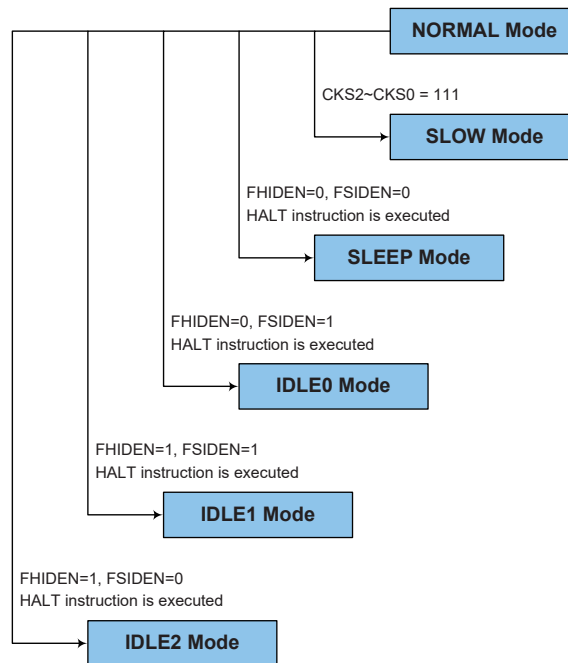 NORMAL Mode
CKS2~CKS0 = 111
SLOW Mode
FHIDEN=0, FSIDEN=0
HALT instruction is executed
SLEEP Mode
FHIDEN=0, FSIDEN=1
HALT instruction is executed
IDLE0 Mode
FHIDEN=1, FSIDEN=1
HALT instruction is executed
IDLE1 Mode
FHIDEN=1, FSIDEN=0
HALT instruction is executed
IDLE2 Mode